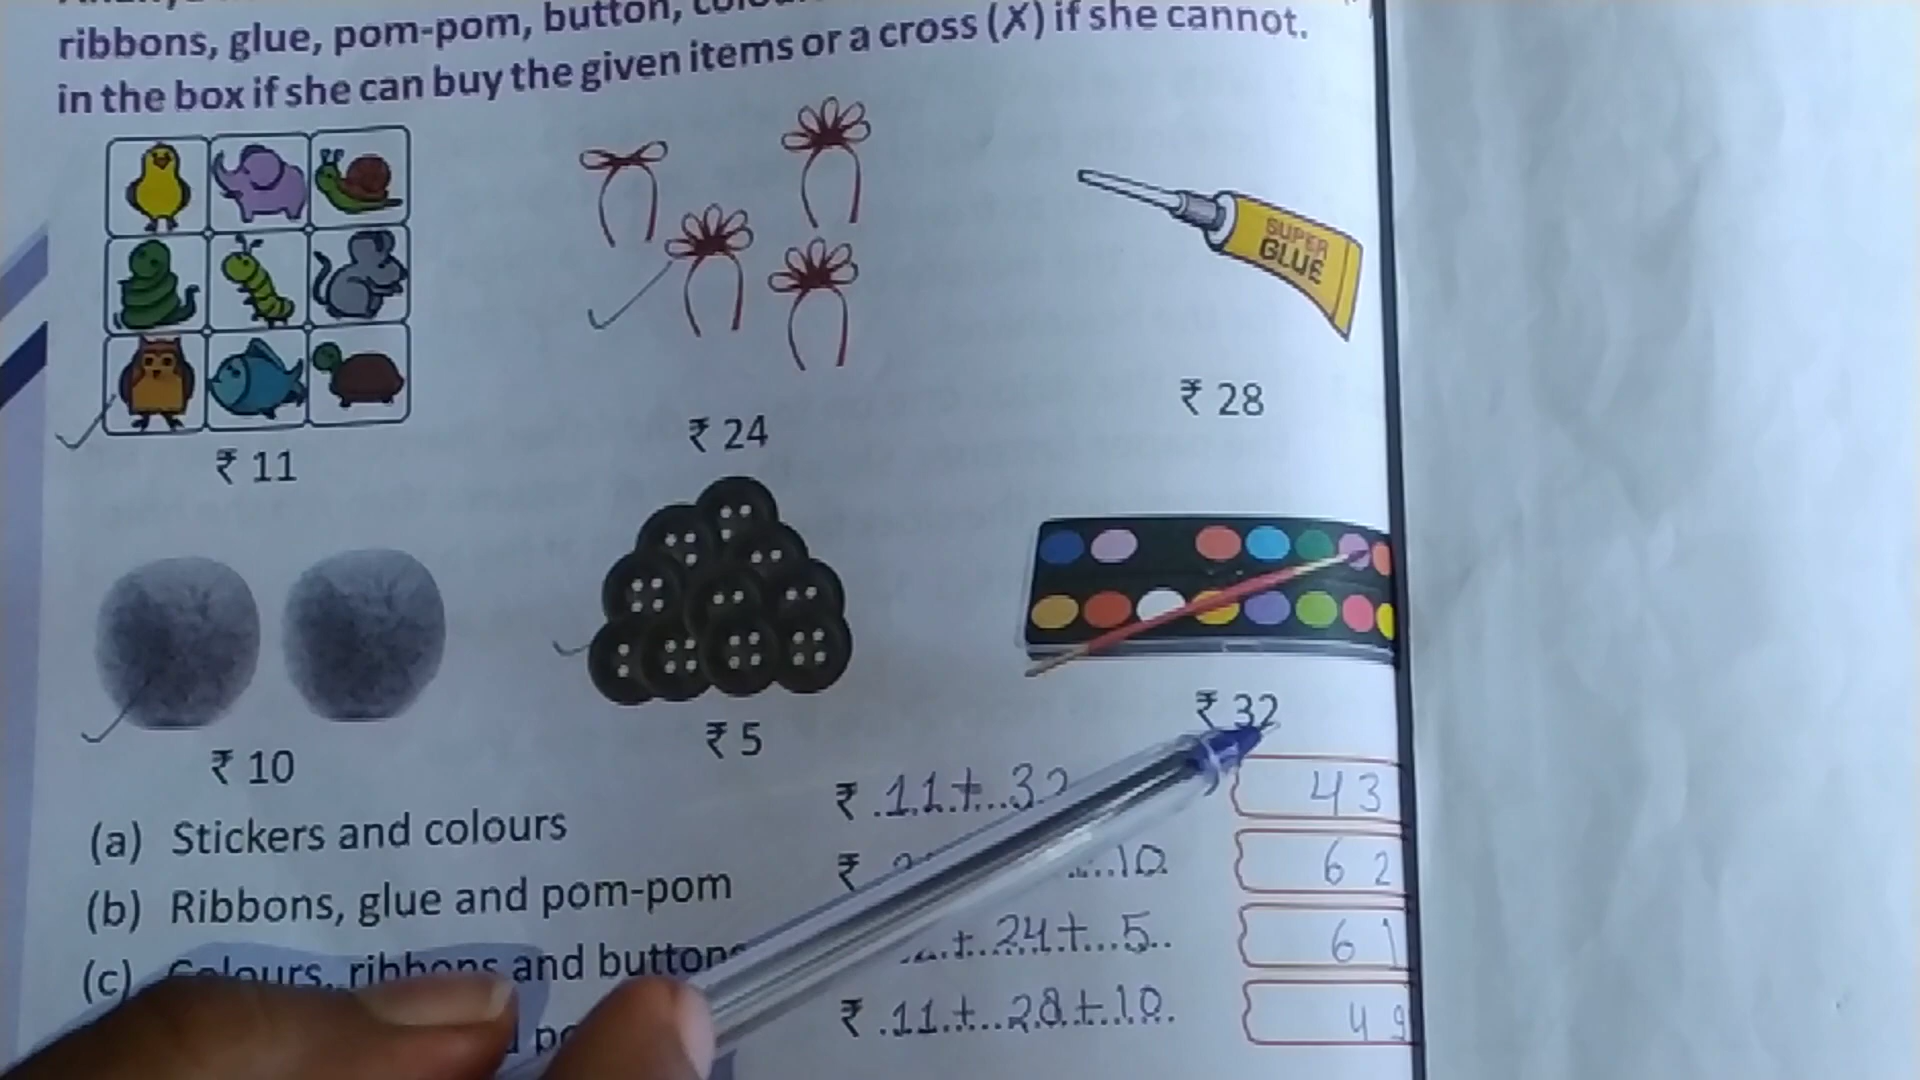 ribbons, glue, pom-pom, button,
in the box if she can buy the given items or a cross (X) if she cannot.
SUPER
GLUE
₹ 28
₹ 24
₹ 11
₹ 32
₹ 5
₹ 10
(a) Stickers and colours ₹ 11+ 32 43
(b) Ribbons, glue and pom-pom ₹ 10 62
(c) Colours, ribbons and buttons + 24+ 5 61
₹ 11+ 28+10 49